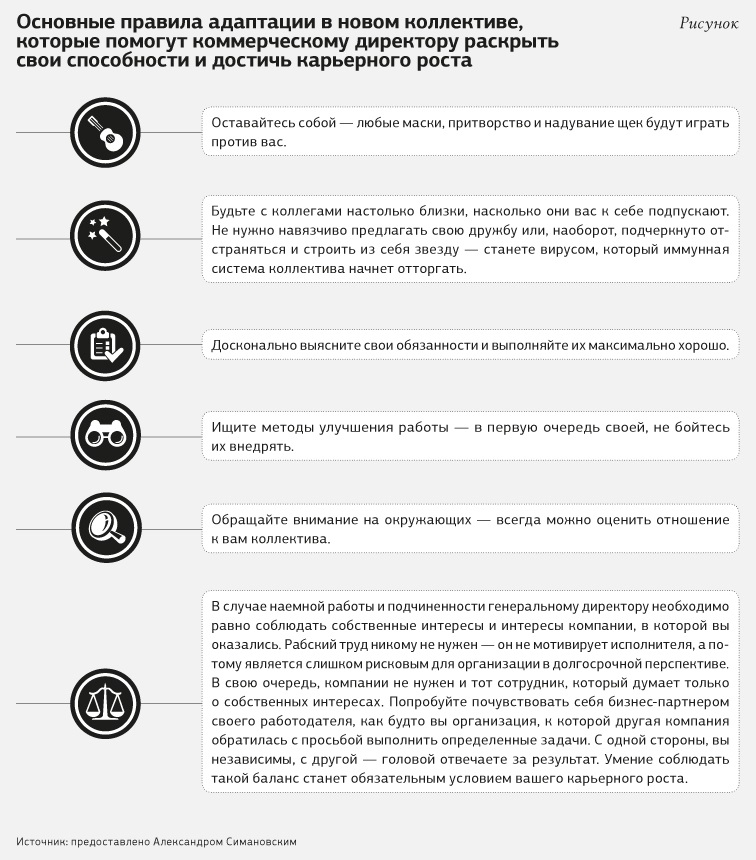 Основные правила адаптации в новом коллективе,
которые помогут коммерческому директору раскрыть
свои способности и достичь карьерного роста
Рисунок
Оставайтесь собой — любые маски, притворство и надувание щек будут играть
против вас.
Будьте с коллегами настолько близки, насколько они вас к себе подпускают.
Не нужно навязчиво предлагать свою дружбу или, наоборот, подчеркнуто от-
страняться и строить из себя звезду — станете вирусом, который иммунная
система коллектива начнет отторгать.
Досконально выясните свои обязанности и выполняйте их максимально хорошо.
Ищите методы улучшения работы — в первую очередь своей, не бойтесь
их внедрять.
Обращайте внимание на окружающих — всегда можно оценить отношение
к вам коллектива.
В случае наемной работы и подчиненности генеральному директору необходимо
равно соблюдать собственные интересы и интересы компании, в которой вы
оказались. Рабский труд никому не нужен — он не мотивирует исполнителя, а по-
тому является слишком рисковым для организации в долгосрочной перспективе.
В свою очередь, компании не нужен и тот сотрудник, который думает только
о собственных интересах. Попробуйте почувствовать себя бизнес-партнером
своего работодателя, как будто вы организация, к которой другая компания
обратилась с просьбой выполнить определенные задачи. С одной стороны, вы
независимы, с другой — головой отвечаете за результат. Умение соблюдать
такой баланс станет обязательным условием вашего карьерного роста.
Источник: предоставлено Александром Симановским